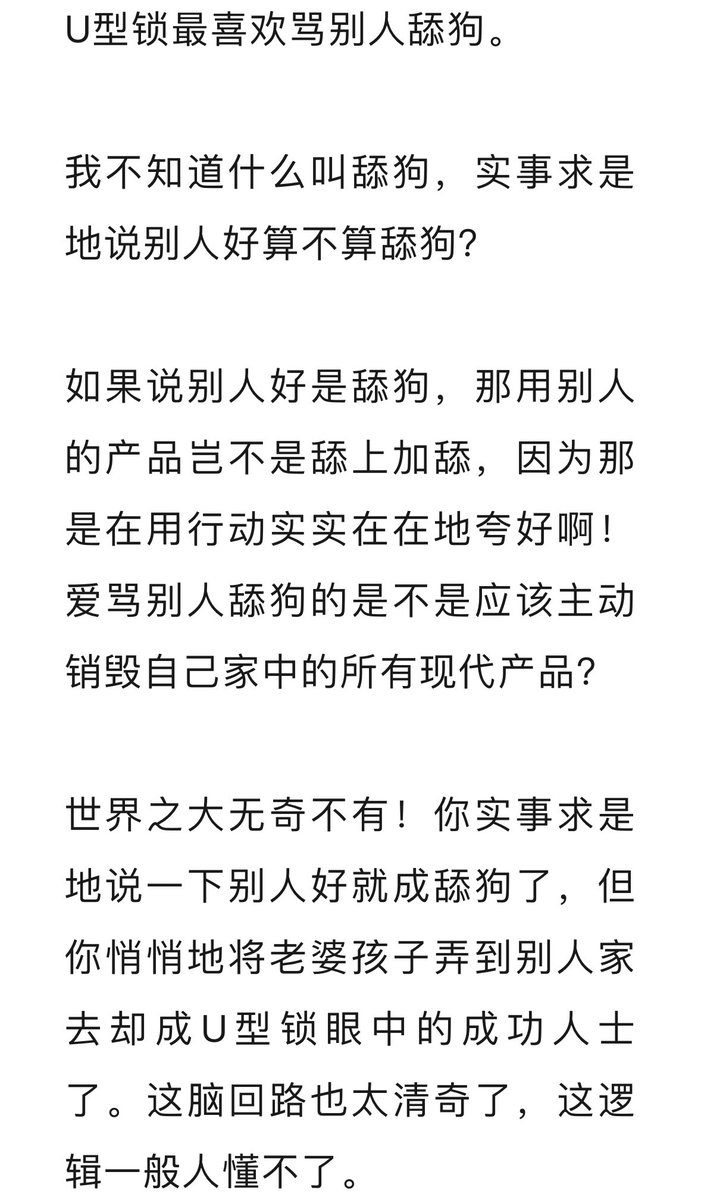 U型锁最喜欢骂别人舔狗。
我不知道什么叫舔狗，实事求是
地说别人好算不算舔狗？
如果说别人好是舔狗，那用别人
的产品岂不是舔上加舔，因为那
是在用行动实实在在地夸好啊！
爱骂别人舔狗的是不是应该主动
销毁自己家中的所有现代产品？
世界之大无奇不有！你实事求是
地说一下别人好就成舔狗了，但
你悄悄地将老婆孩子弄到别人家
去却成U型锁眼中的成功人士
了。这脑回路也太清奇了，这逻
辑一般人懂不了。